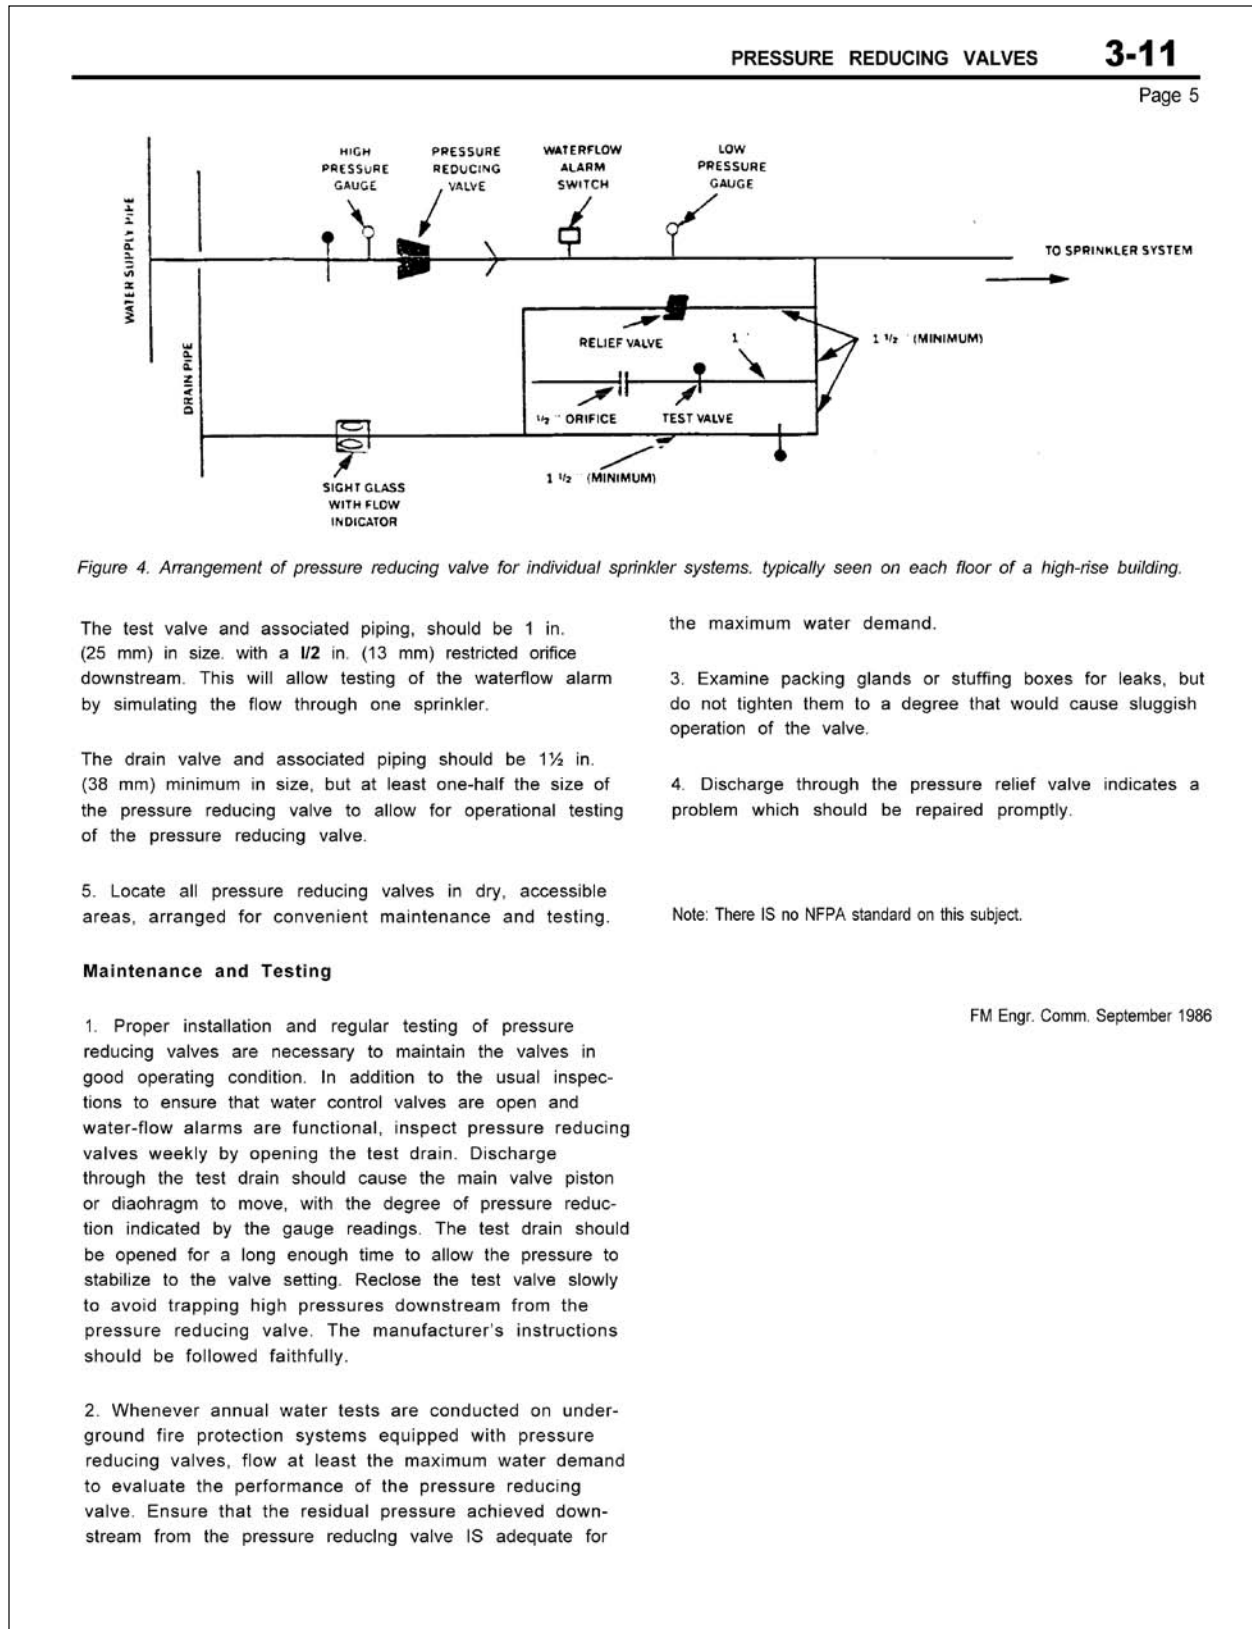 PRESSURE REDUCING VALVES 3-11
Page 5
HIGH
PRESSURE
GAUGE
PRESSURE
REDUCING
VALVE
WATERFLOW
ALARM
SWITCH
LOW
PRESSURE
GAUGE
WATER SUPPLY PIPE
TO SPRINKLER SYSTEM
DRAIN PIPE
RELIEF VALVE
1 "
1 1/2 " (MINIMUM)
1/2 " ORIFICE
TEST VALVE
1 1/2 " (MINIMUM)
SIGHT GLASS
WITH FLOW
INDICATOR
Figure 4. Arrangement of pressure reducing valve for individual sprinkler systems. typically seen on each floor of a high-rise building.
The test valve and associated piping, should be 1 in.
(25 mm) in size. with a l/2 in. (13 mm) restricted orifice
downstream. This will allow testing of the waterflow alarm
by simulating the flow through one sprinkler.
The drain valve and associated piping should be 1½ in.
(38 mm) minimum in size, but at least one-half the size of
the pressure reducing valve to allow for operational testing
of the pressure reducing valve.
5. Locate all pressure reducing valves in dry, accessible
areas, arranged for convenient maintenance and testing.
Maintenance and Testing
1. Proper installation and regular testing of pressure
reducing valves are necessary to maintain the valves in
good operating condition. In addition to the usual inspec-
tions to ensure that water control valves are open and
water-flow alarms are functional, inspect pressure reducing
valves weekly by opening the test drain. Discharge
through the test drain should cause the main valve piston
or diaohragm to move, with the degree of pressure reduc-
tion indicated by the gauge readings. The test drain should
be opened for a long enough time to allow the pressure to
stabilize to the valve setting. Reclose the test valve slowly
to avoid trapping high pressures downstream from the
pressure reducing valve. The manufacturer's instructions
should be followed faithfully.
2. Whenever annual water tests are conducted on under-
ground fire protection systems equipped with pressure
reducing valves, flow at least the maximum water demand
to evaluate the performance of the pressure reducing
valve. Ensure that the residual pressure achieved down-
stream from the pressure reduclng valve IS adequate for
the maximum water demand.
3. Examine packing glands or stuffing boxes for leaks, but
do not tighten them to a degree that would cause sluggish
operation of the valve.
4. Discharge through the pressure relief valve indicates a
problem which should be repaired promptly.
Note: There IS no NFPA standard on this subject.
FM Engr. Comm. September 1986